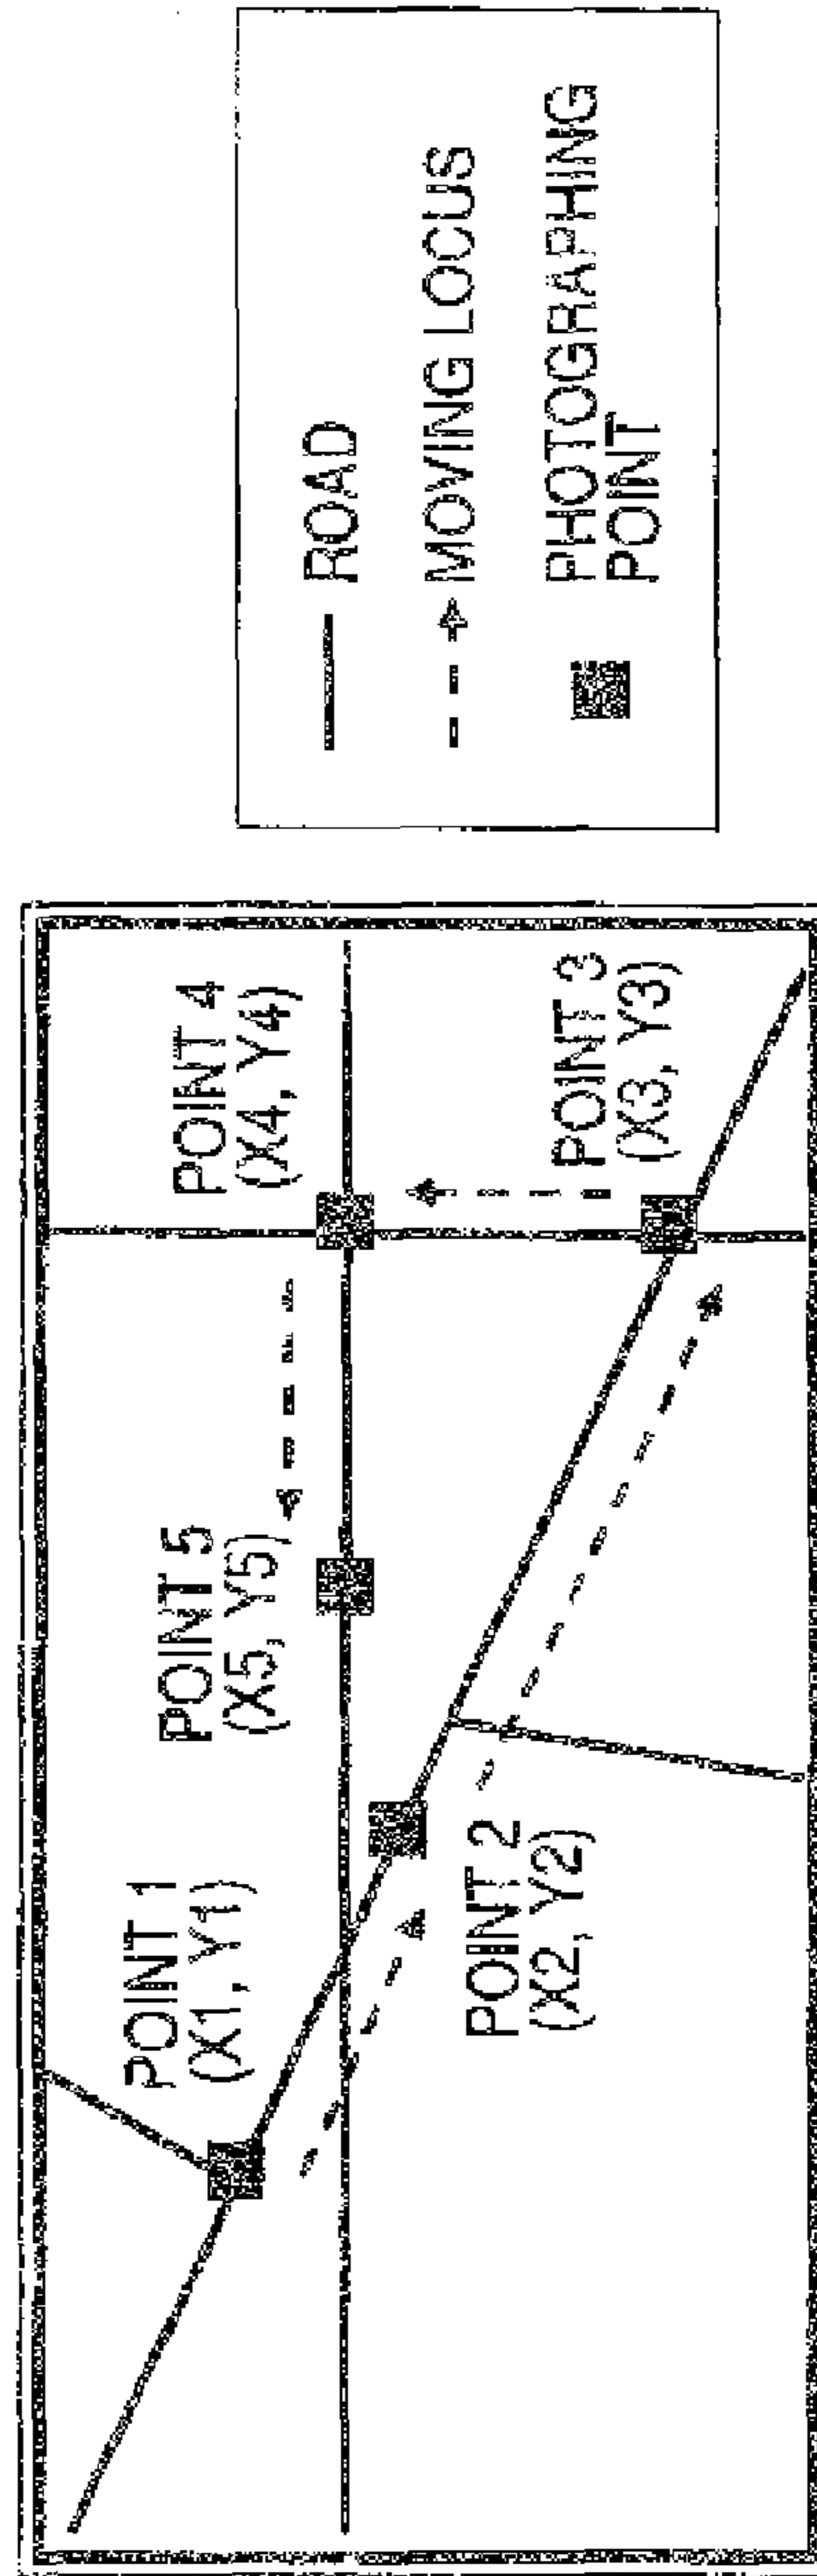 POINT 1
(X1, Y1)
POINT 5
(X5, Y5)
POINT 4
(X4, Y4)
POINT 2
(X2, Y2)
POINT 3
(X3, Y3)
ROAD
MOVING LOCUS
PHOTOGRAPHING
POINT